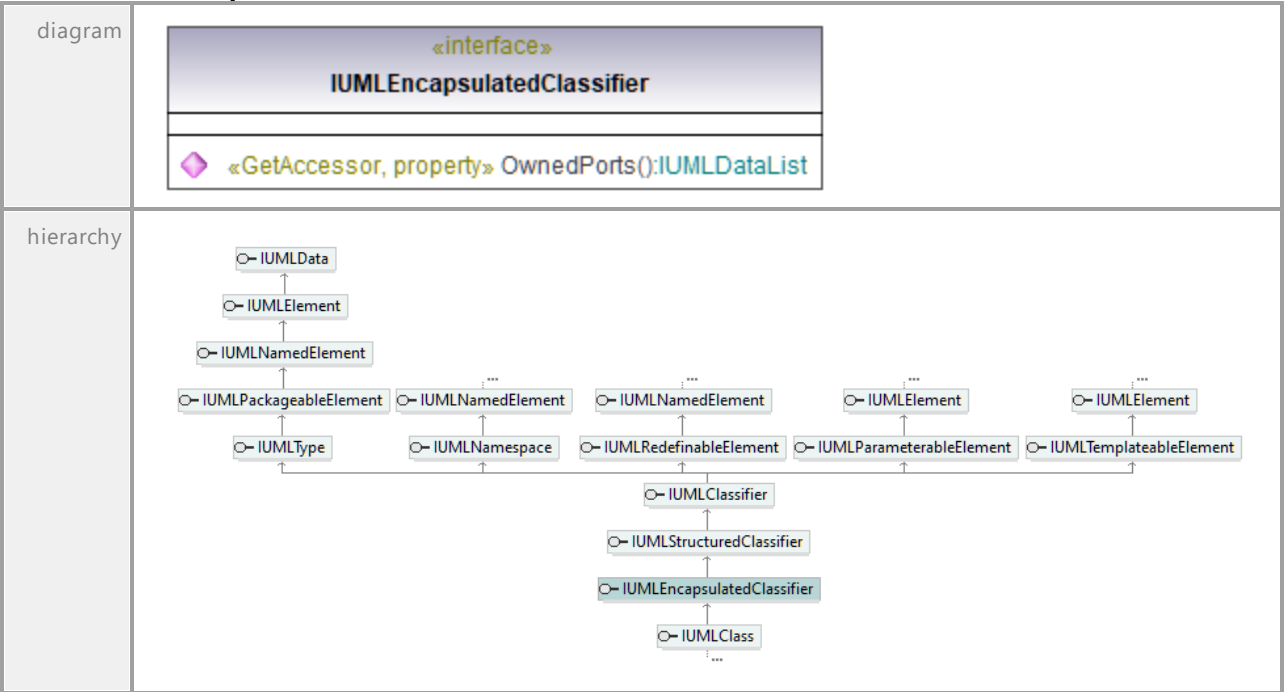 diagram
«interface»
IUMLEncapsulatedClassifier
«GetAccessor, property» OwnedPorts():IUMLDataList
hierarchy
IUMLData
IUMLElement
IUMLNamedElement
... ... ... ...
IUMLPackageableElement IUMLNamedElement IUMLNamedElement IUMLElement IUMLElement
IUMLType IUMLNamespace IUMLRedefinableElement IUMLParameterableElement IUMLTemplateableElement
IUMLClassifier
IUMLStructuredClassifier
IUMLEncapsulatedClassifier
IUMLClass
...